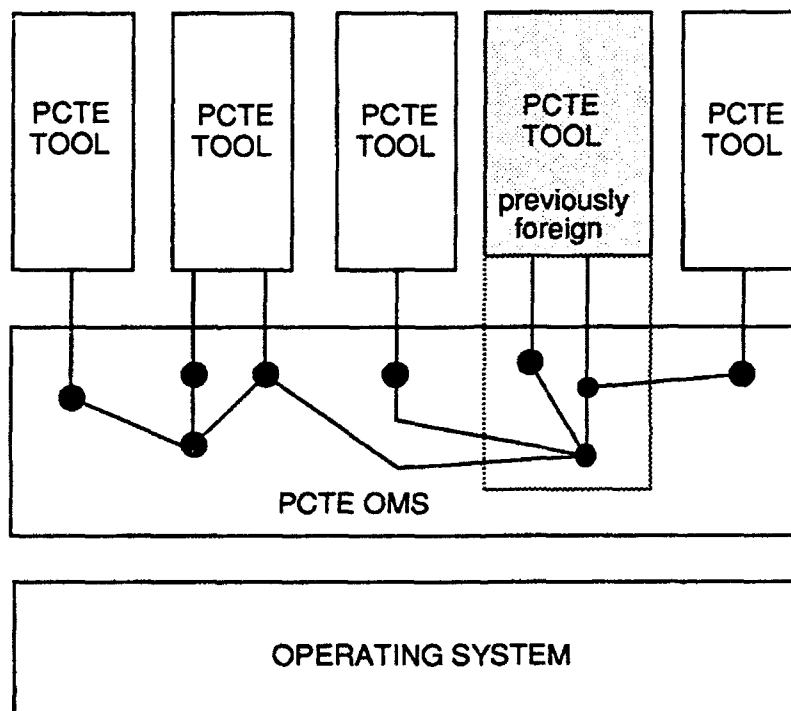 PCTE
TOOL
PCTE
TOOL
PCTE
TOOL
PCTE
TOOL
previously
foreign
PCTE
TOOL
PCTE OMS
OPERATING SYSTEM